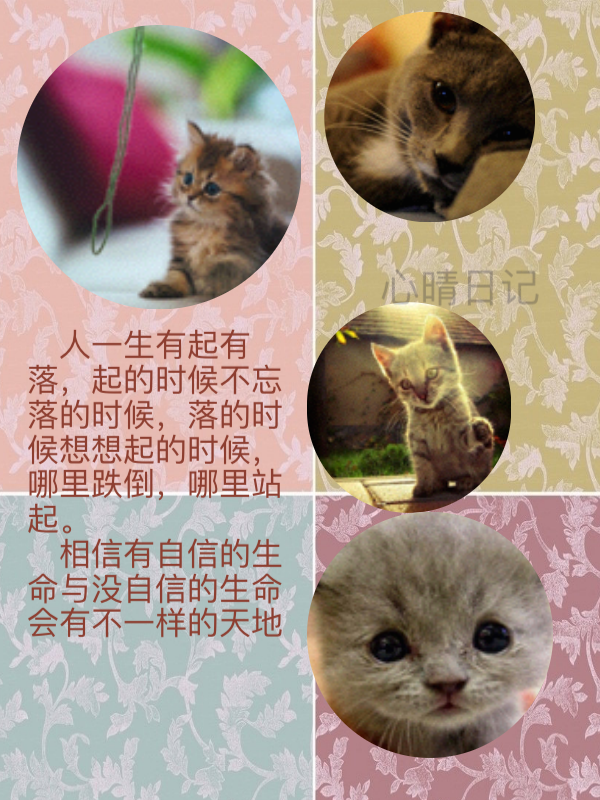 心晴日记
人一生有起有
落，起的时候不忘
落的时候，落的时
候想想起的时候，
哪里跌倒，哪里站
起。
相信有自信的生
命与没自信的生命
会有不一样的天地